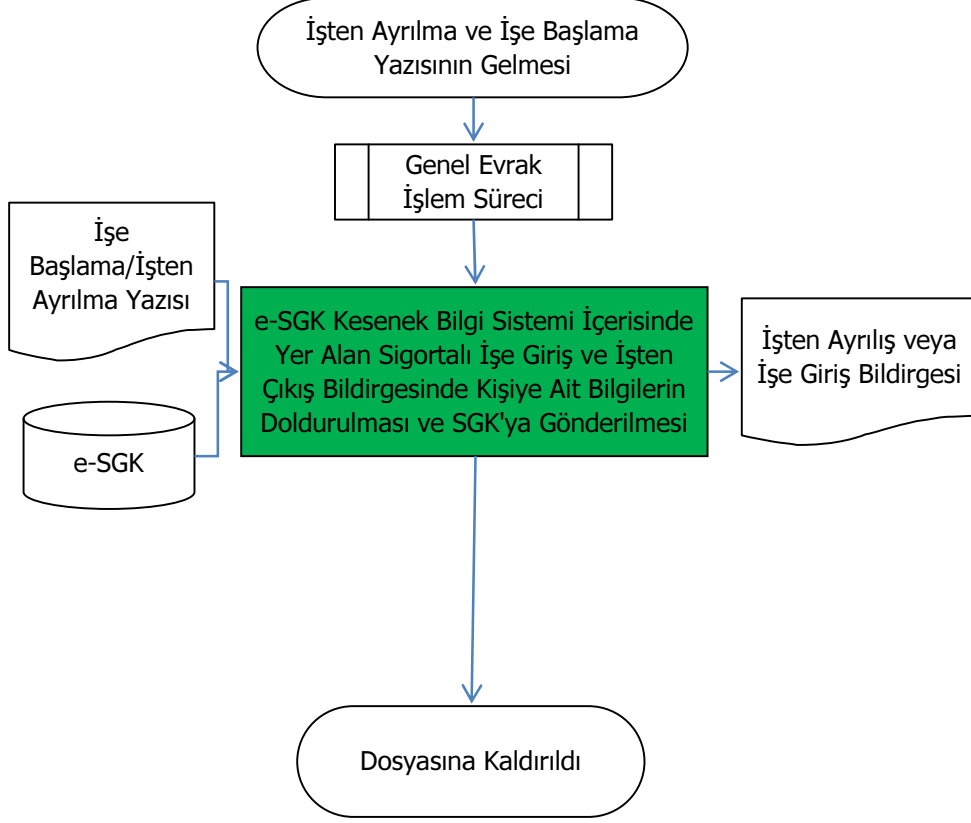 İşten Ayrılma ve İşe Başlama
Yazısının Gelmesi
Genel Evrak
İşlem Süreci
İşe
Başlama/İşten
Ayrılma Yazısı
e-SGK Kesenek Bilgi Sistemi İçerisinde
Yer Alan Sigortalı İşe Giriş ve İşten
Çıkış Bildirgesinde Kişiye Ait Bilgilerin
Doldurulması ve SGK'ya Gönderilmesi
İşten Ayrılış veya
İşe Giriş Bildirgesi
e-SGK
Dosyasına Kaldırıldı